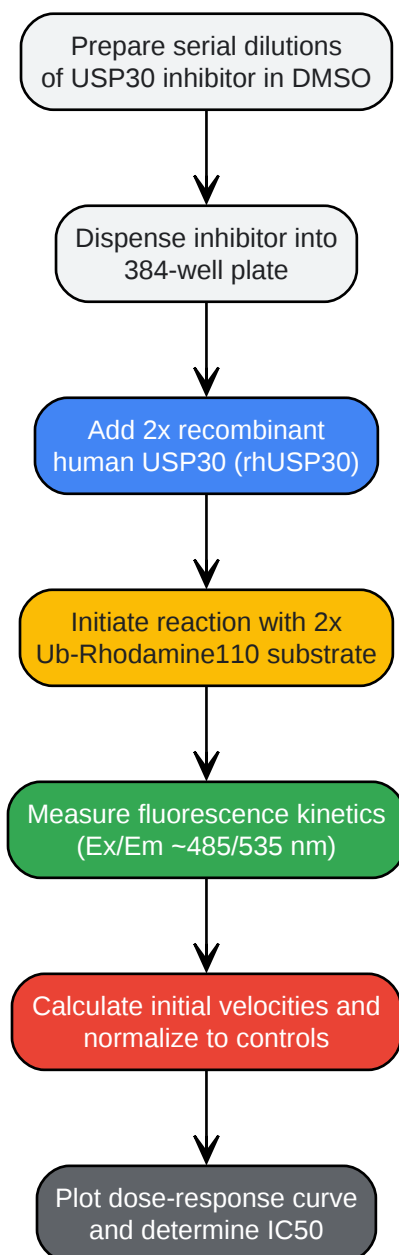 Prepare serial dilutions
of USP30 inhibitor in DMSO
Dispense inhibitor into
384-well plate
Add 2x recombinant
human USP30 (rhUSP30)
Initiate reaction with 2x
Ub-Rhodamine110 substrate
Measure fluorescence kinetics
(Ex/Em ~485/535 nm)
Calculate initial velocities and
normalize to controls
Plot dose-response curve
and determine IC50